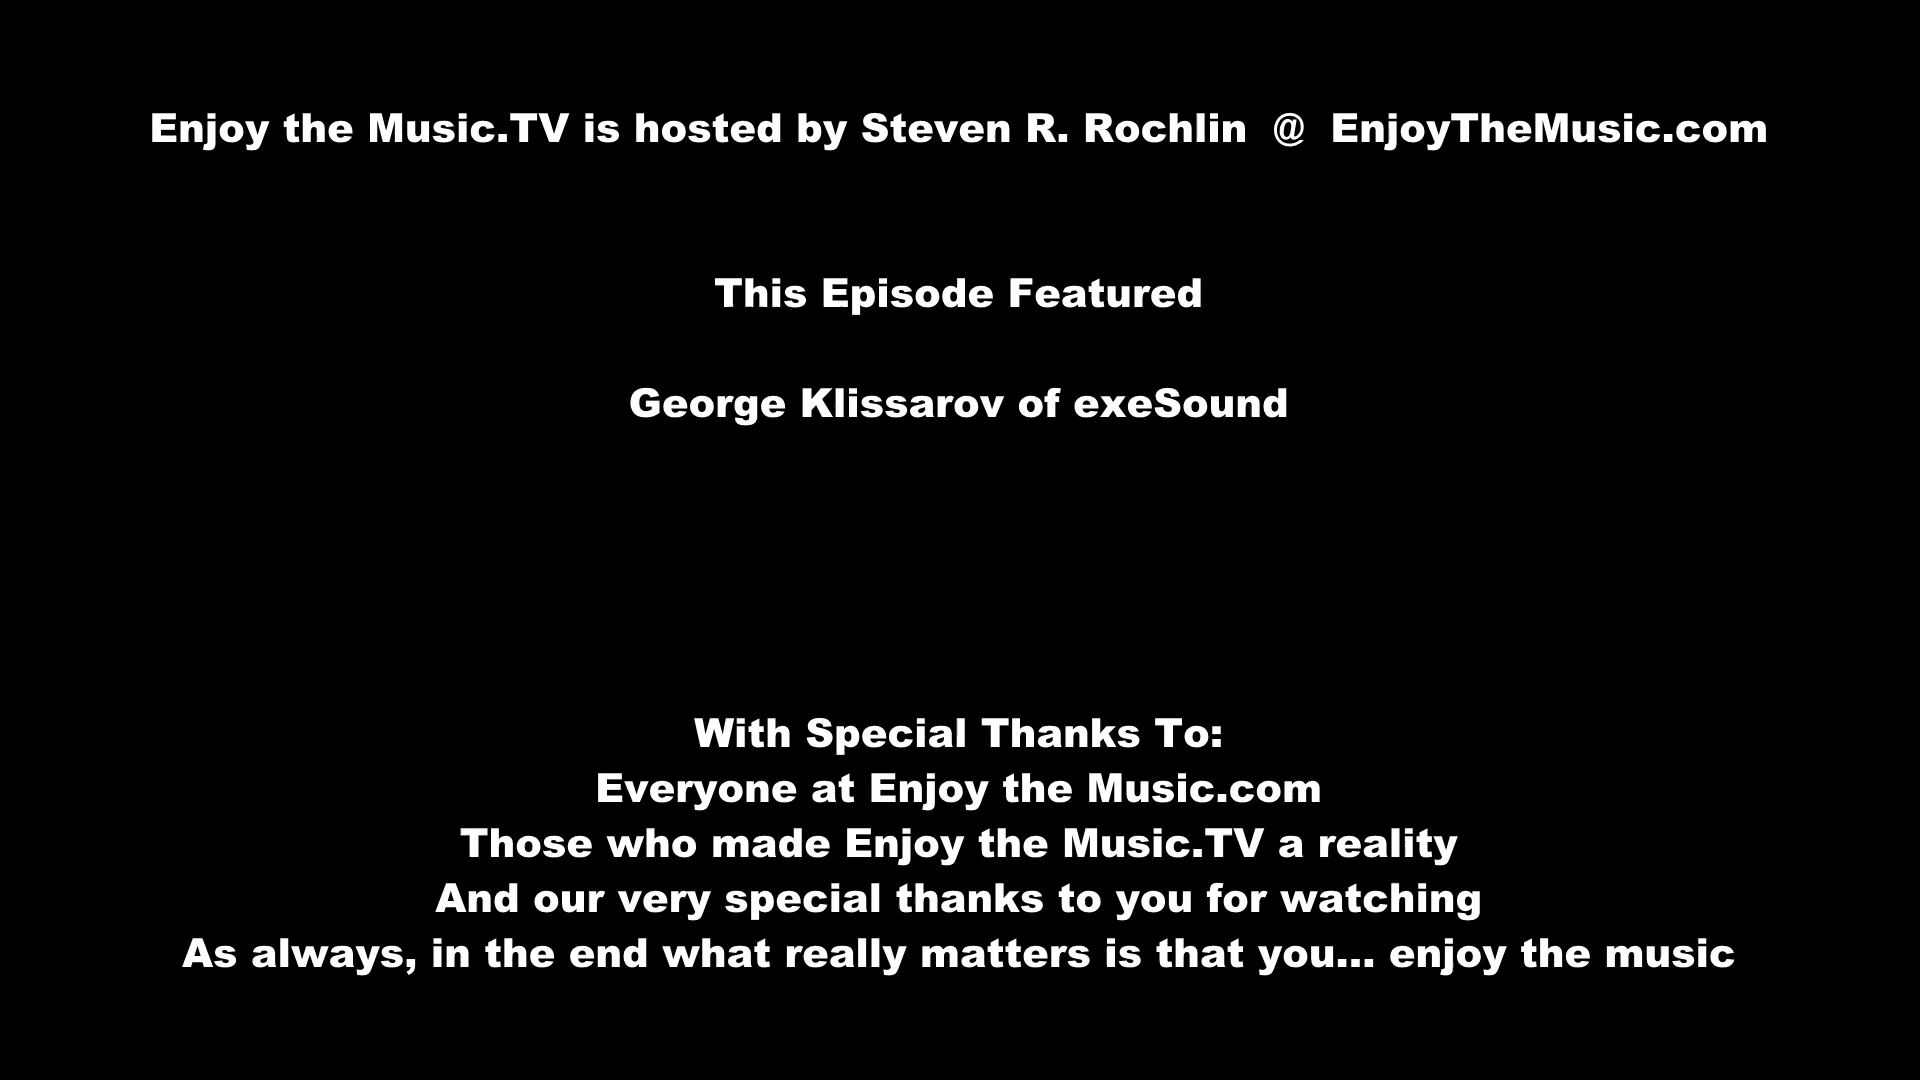 Enjoy the Music.TV is hosted by Steven R. Rochlin @ EnjoyTheMusic.com
This Episode Featured
George Klissarov of exeSound
With Special Thanks To:
Everyone at Enjoy the Music.com
Those who made Enjoy the Music.TV a reality
And our very special thanks to you for watching
As always, in the end what really matters is that you... enjoy the music